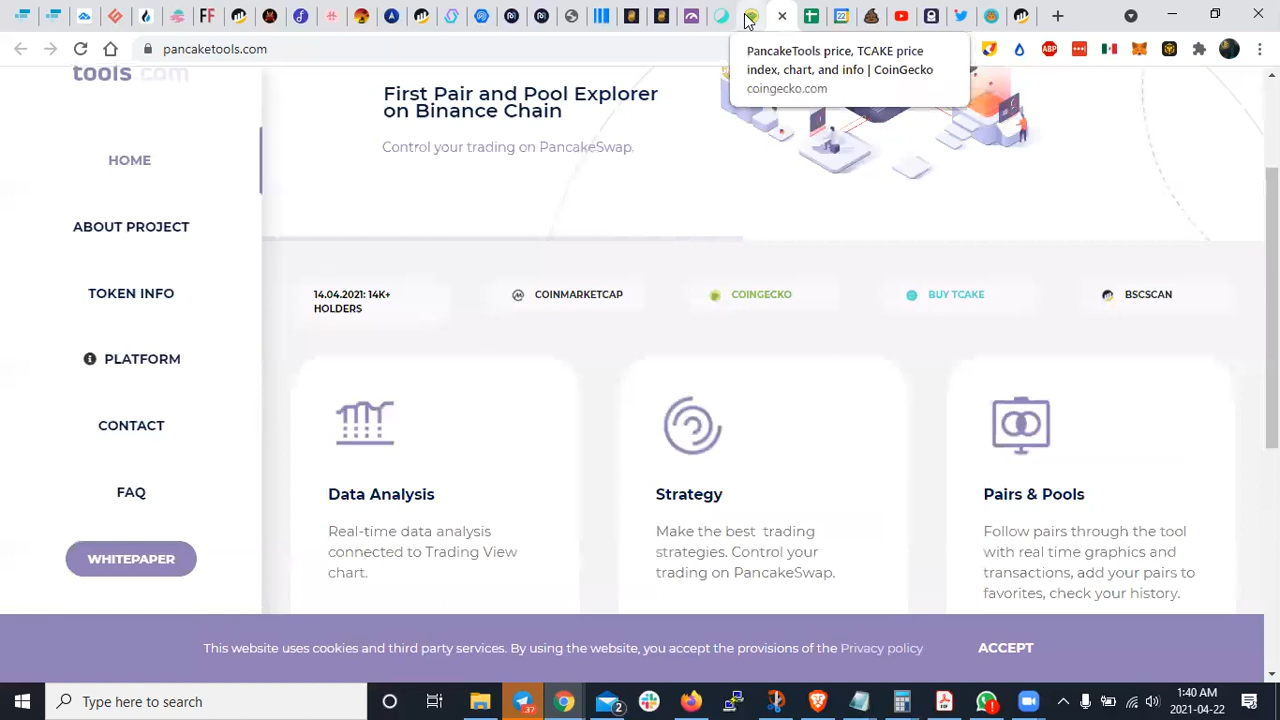 pancaketools.com
PancakeTools price, TCAKE price
index, chart, and info | CoinGecko
coingecko.com
tools.com
HOME
ABOUT PROJECT
TOKEN INFO
PLATFORM
CONTACT
FAQ
WHITEPAPER
First Pair and Pool Explorer
on Binance Chain
Control your trading on PancakeSwap.
14.04.2021: 14K+
HOLDERS
COINMARKETCAP
COINGECKO
BUY TCAKE
BSCSCAN
Data Analysis
Real-time data analysis
connected to Trading View
chart.
Strategy
Make the best trading
strategies. Control your
trading on PancakeSwap.
Pairs & Pools
Follow pairs through the tool
with real time graphics and
transactions, add your pairs to
favorites, check your history.
This website uses cookies and third party services. By using the website, you accept the provisions of the Privacy policy
ACCEPT
Type here to search
37
2
1:40 AM
2021-04-22